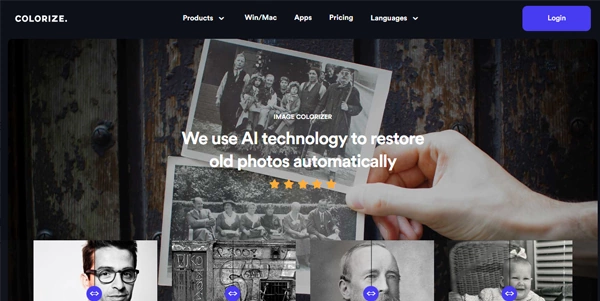 COLORIZE.
Products
Win/Mac
Apps
Pricing
Languages
Login
IMAGE COLORIZER
We use AI technology to restore
old photos automatically